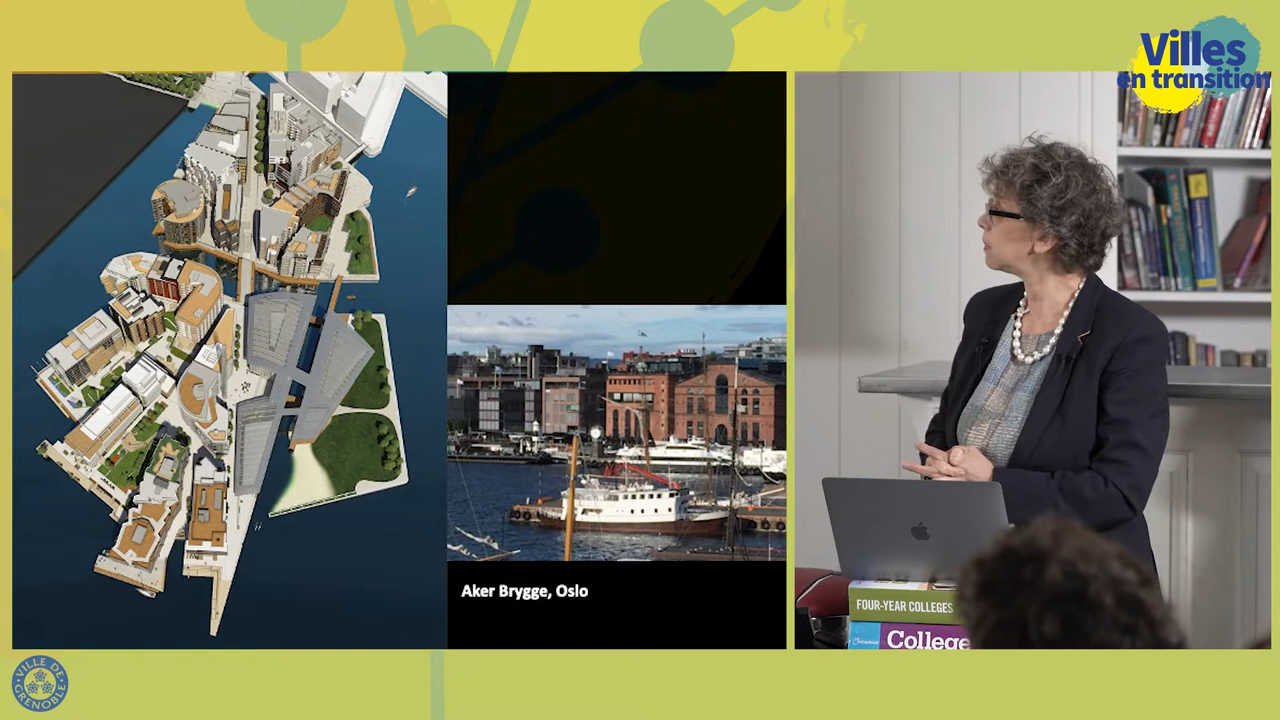 Villes
en transition
Aker Brygge, Oslo
FOUR-YEAR COLLEGES
College
VILLE DE
GRENOBLE